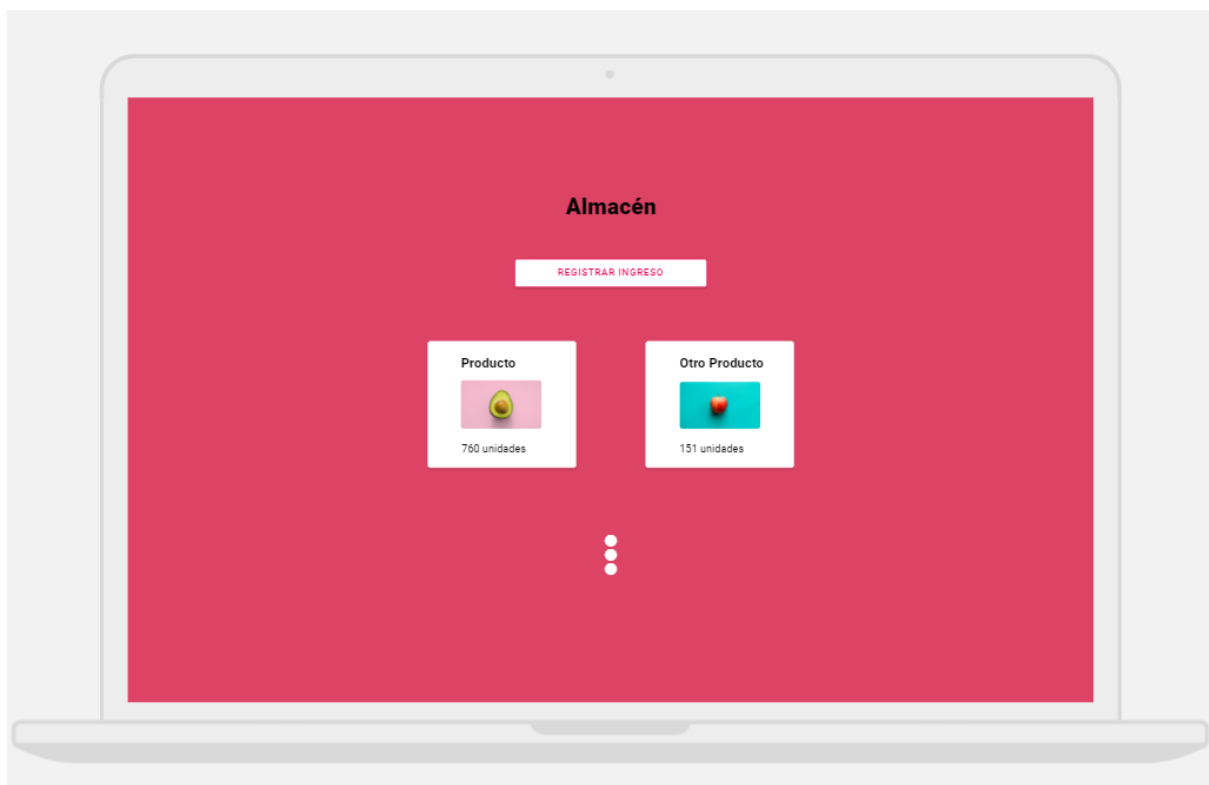 Almacén
REGISTRAR INGRESO
Producto
Otro Producto
760 unidades
151 unidades